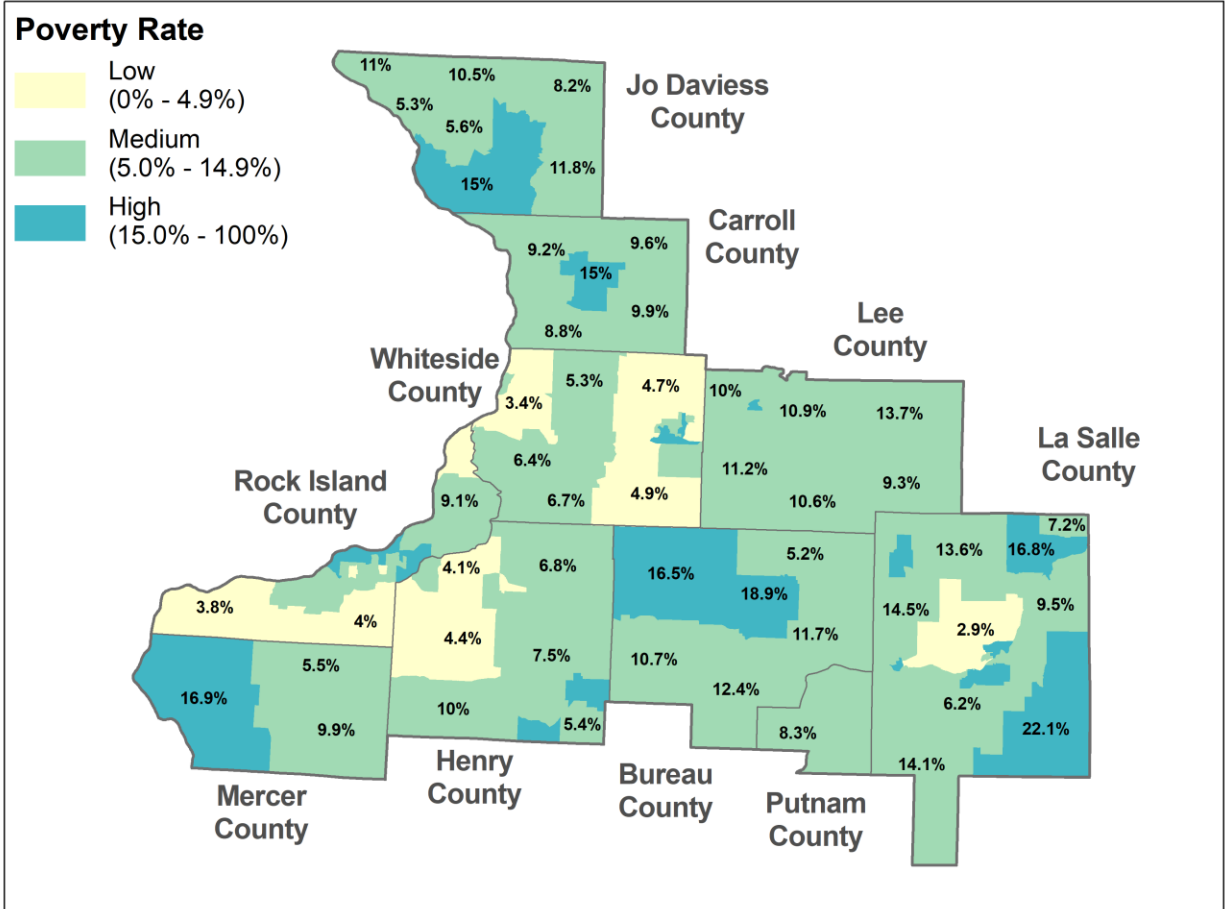 Poverty Rate
Low
(0% - 4.9%)
Medium
(5.0% - 14.9%)
High
(15.0% - 100%)
11%
10.5%
8.2%
5.3%
5.6%
11.8%
15%
Jo Daviess
County
9.2%
9.6%
15%
9.9%
8.8%
Carroll
County
Whiteside
County
5.3%
4.7%
3.4%
6.4%
6.7%
4.9%
Lee
County
10%
10.9%
13.7%
11.2%
10.6%
9.3%
La Salle
County
7.2%
13.6%
16.8%
14.5%
9.5%
2.9%
6.2%
22.1%
14.1%
Rock Island
County
9.1%
3.8%
4%
4.1%
6.8%
4.4%
7.5%
10%
5.4%
16.5%
5.2%
18.9%
11.7%
10.7%
12.4%
8.3%
5.5%
16.9%
9.9%
Mercer
County
Henry
County
Bureau
County
Putnam
County